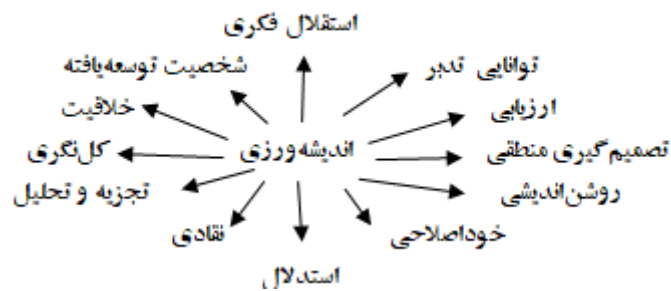 استقلال فکری
توانایی تدبر
شخصیت توسعه‌یافته
ارزیابی
خلاقیت
اندیشه‌ورزی
تصمیم‌گیری منطقی
کل‌نگری
روشن‌اندیشی
تجزیه و تحلیل
خوداصلاحی
نقادی
استدلال